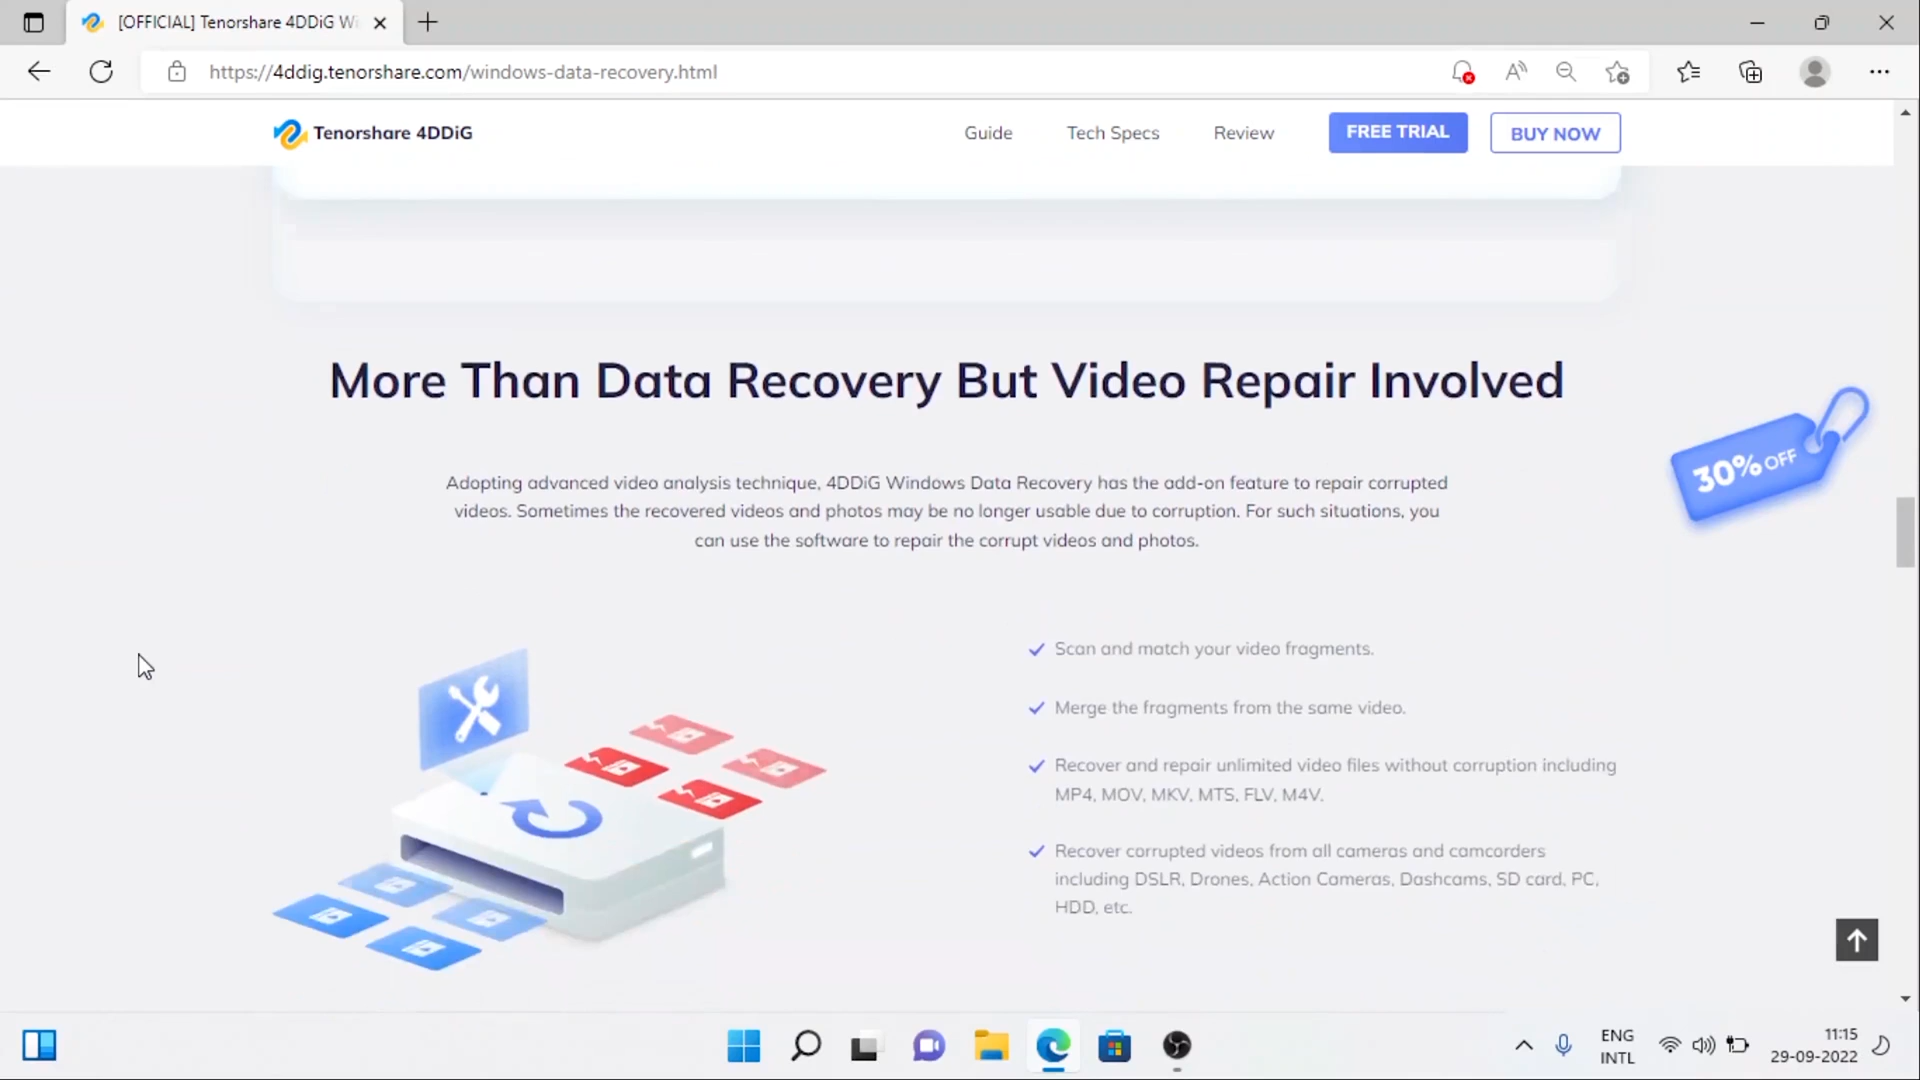 [OFFICIAL] Tenorshare 4DDiG Wi
https://4ddig.tenorshare.com/windows-data-recovery.html
Tenorshare 4DDiG
Guide
Tech Specs
Review
FREE TRIAL
BUY NOW
More Than Data Recovery But Video Repair Involved
30% OFF
Adopting advanced video analysis technique, 4DDiG Windows Data Recovery has the add-on feature to repair corrupted
videos. Sometimes the recovered videos and photos may be no longer usable due to corruption. For such situations, you
can use the software to repair the corrupt videos and photos.
Scan and match your video fragments.
Merge the fragments from the same video.
Recover and repair unlimited video files without corruption including
MP4, MOV, MKV, MTS, FLV, M4V.
Recover corrupted videos from all cameras and camcorders
including DSLR, Drones, Action Cameras, Dashcams, SD card, PC,
HDD, etc.
ENG
INTL
11:15
29-09-2022